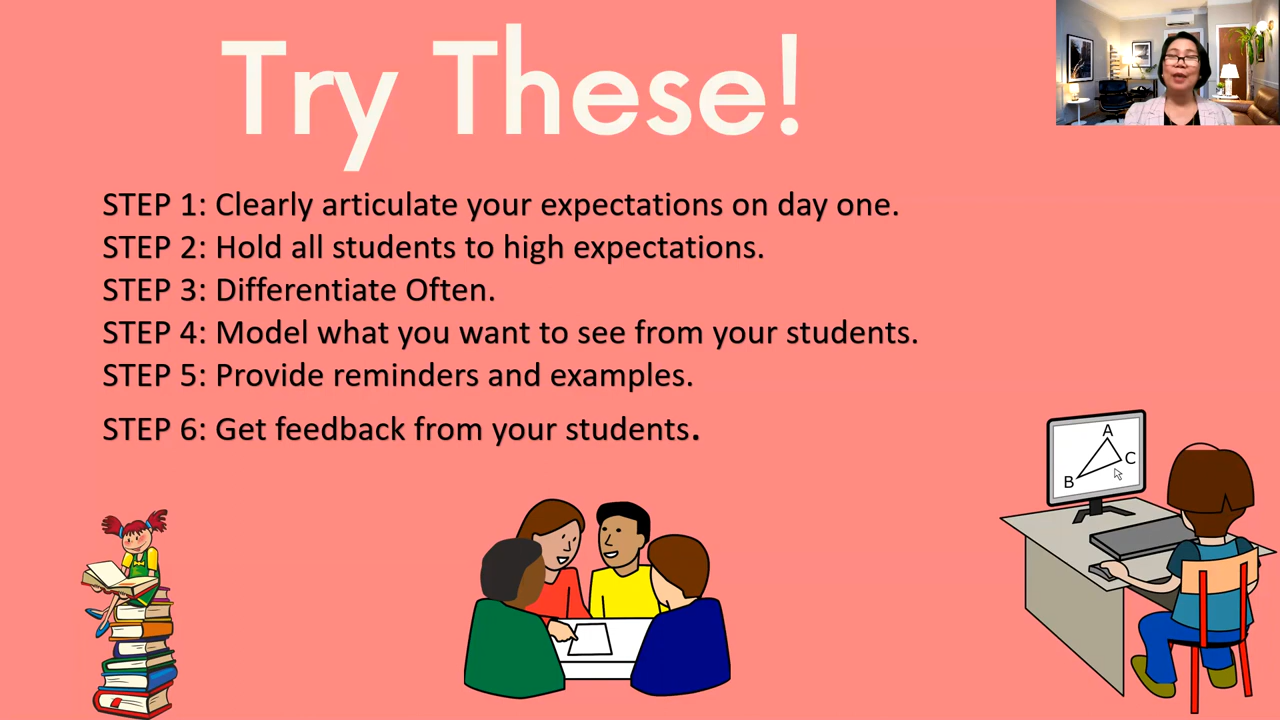 Try These!
STEP 1: Clearly articulate your expectations on day one.
STEP 2: Hold all students to high expectations.
STEP 3: Differentiate Often.
STEP 4: Model what you want to see from your students.
STEP 5: Provide reminders and examples.
STEP 6: Get feedback from your students.
A
B
C